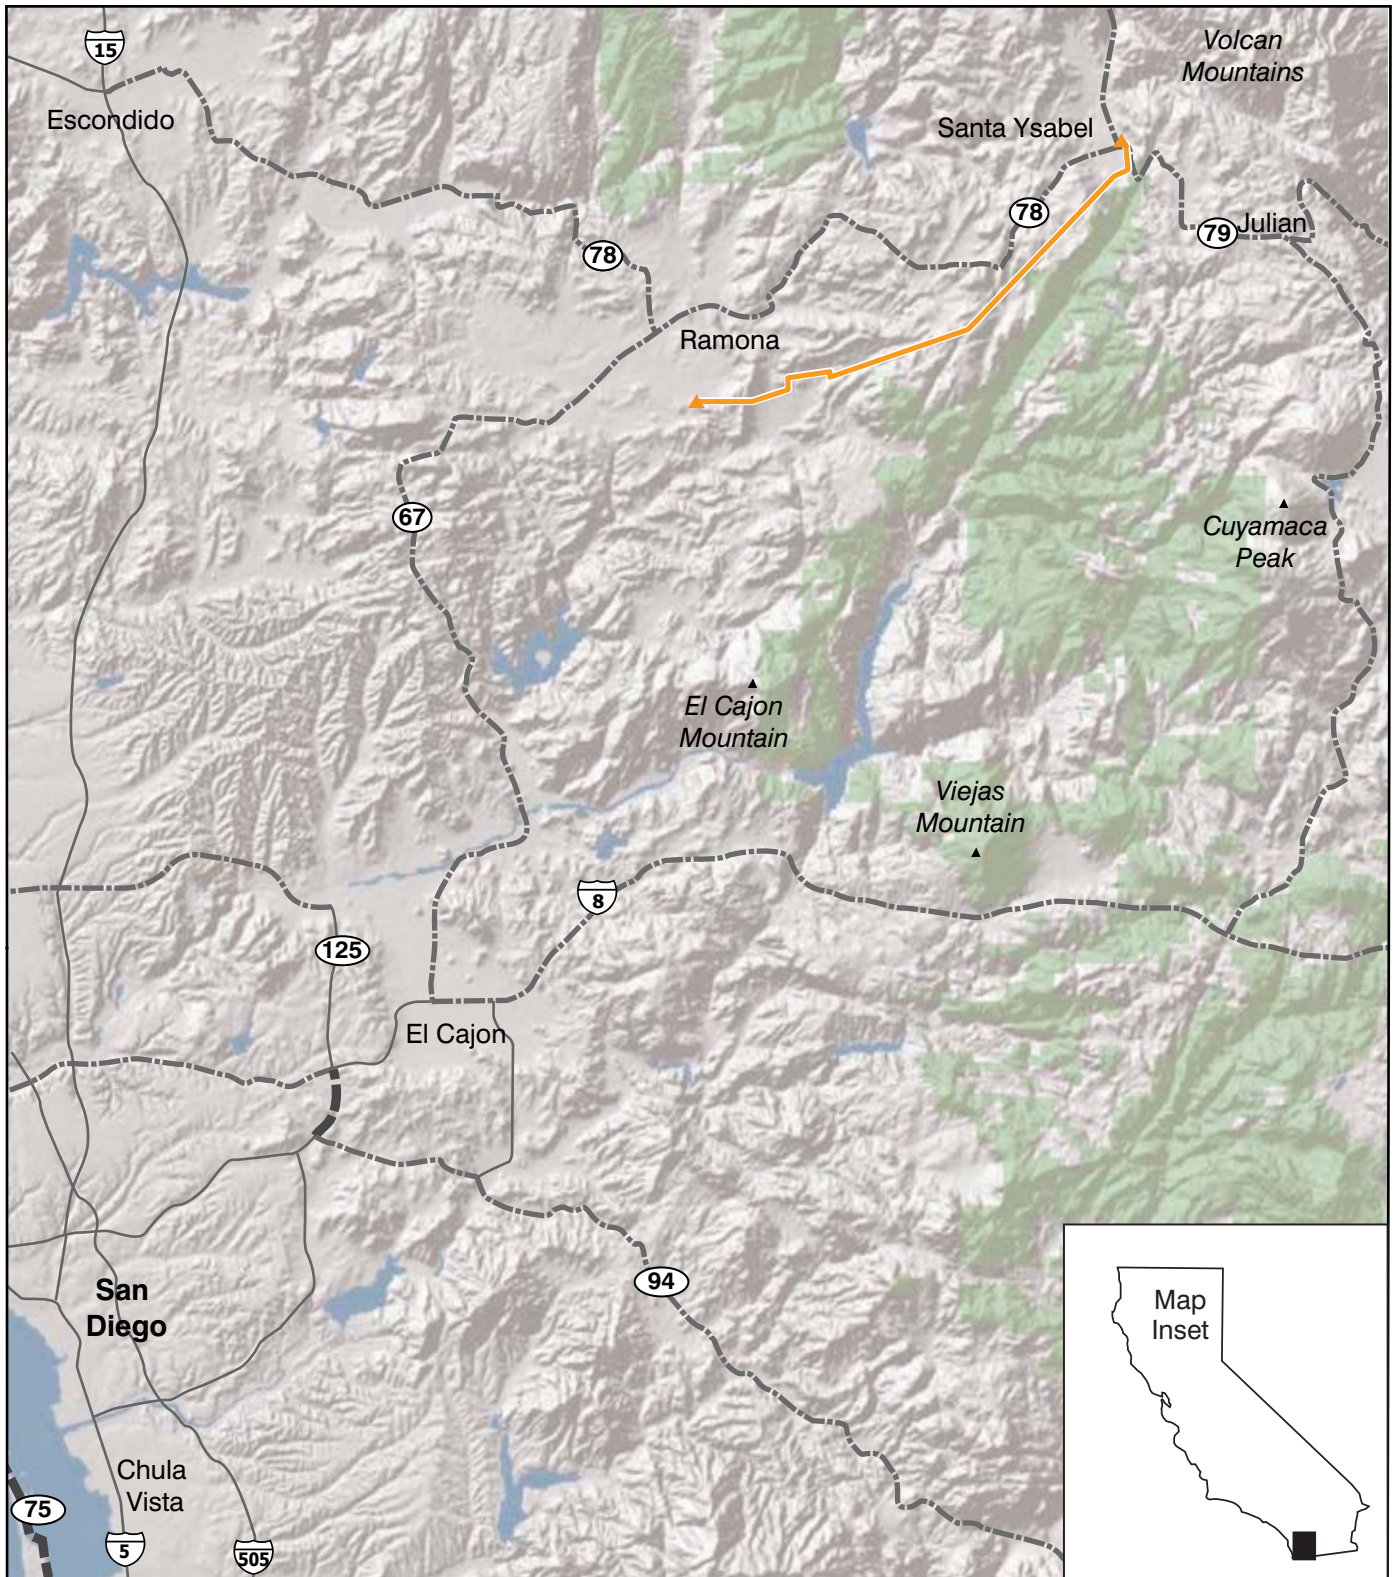 15
Volcan
Mountains
Escondido
Santa Ysabel
78
79
Julian
78
Ramona
67
Cuyamaca
Peak
El Cajon
Mountain
Viejas
Mountain
8
125
El Cajon
94
San
Diego
Map
Inset
Chula
Vista
75
5
505